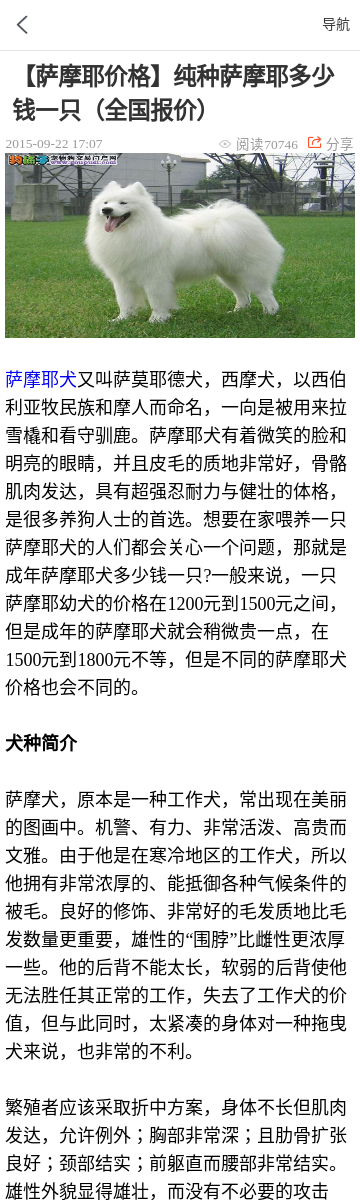 导航
【萨摩耶价格】纯种萨摩耶多少
钱一只（全国报价）
2015-09-22 17:07
阅读70746
分享
萨摩耶犬又叫萨莫耶德犬，西摩犬，以西伯
利亚牧民族和摩人而命名，一向是被用来拉
雪橇和看守驯鹿。萨摩耶犬有着微笑的脸和
明亮的眼睛，并且皮毛的质地非常好，骨骼
肌肉发达，具有超强忍耐力与健壮的体格，
是很多养狗人士的首选。想要在家喂养一只
萨摩耶犬的人们都会关心一个问题，那就是
成年萨摩耶犬多少钱一只?一般来说，一只
萨摩耶幼犬的价格在1200元到1500元之间，
但是成年的萨摩耶犬就会稍微贵一点，在
1500元到1800元不等，但是不同的萨摩耶犬
价格也会不同的。
犬种简介
萨摩犬，原本是一种工作犬，常出现在美丽
的图画中。机警、有力、非常活泼、高贵而
文雅。由于他是在寒冷地区的工作犬，所以
他拥有非常浓厚的、能抵御各种气候条件的
被毛。良好的修饰、非常好的毛发质地比毛
发数量更重要，雄性的“围脖”比雌性更浓厚
一些。他的后背不能太长，软弱的后背使他
无法胜任其正常的工作，失去了工作犬的价
值，但与此同时，太紧凑的身体对一种拖曳
犬来说，也非常的不利。
繁殖者应该采取折中方案，身体不长但肌肉
发达，允许例外；胸部非常深；且肋骨扩张
良好；颈部结实；前躯直而腰部非常结实。
雄性外貌显得雄壮，而没有不必要的攻击